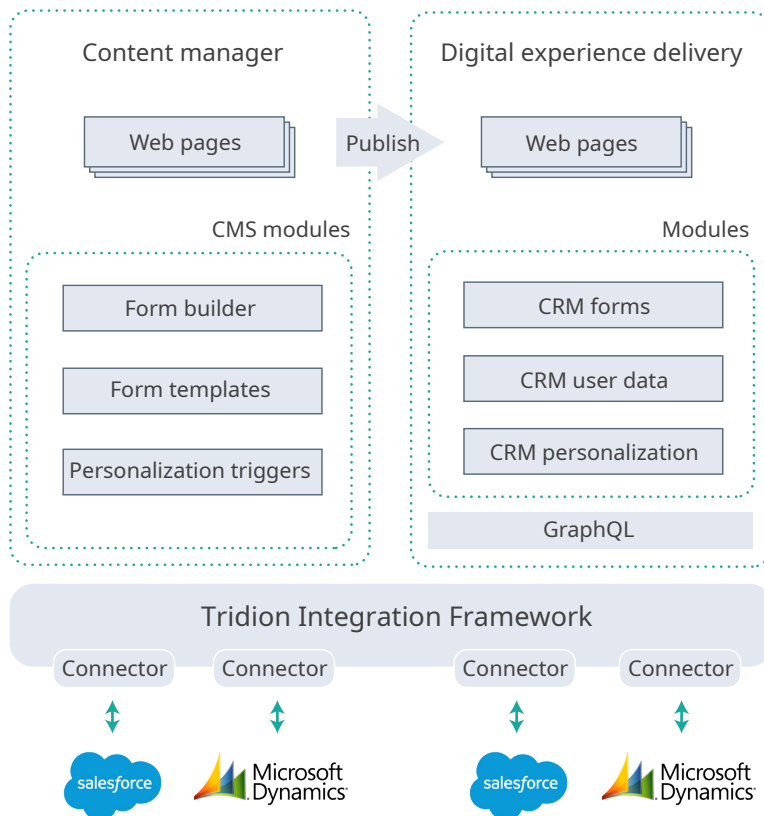 Content manager
Web pages
CMS modules
Form builder
Form templates
Personalization triggers
Publish
Digital experience delivery
Web pages
Modules
CRM forms
CRM user data
CRM personalization
GraphQL
Tridion Integration Framework
Connector
Connector
Connector
Connector
salesforce
Microsoft
Dynamics
salesforce
Microsoft
Dynamics